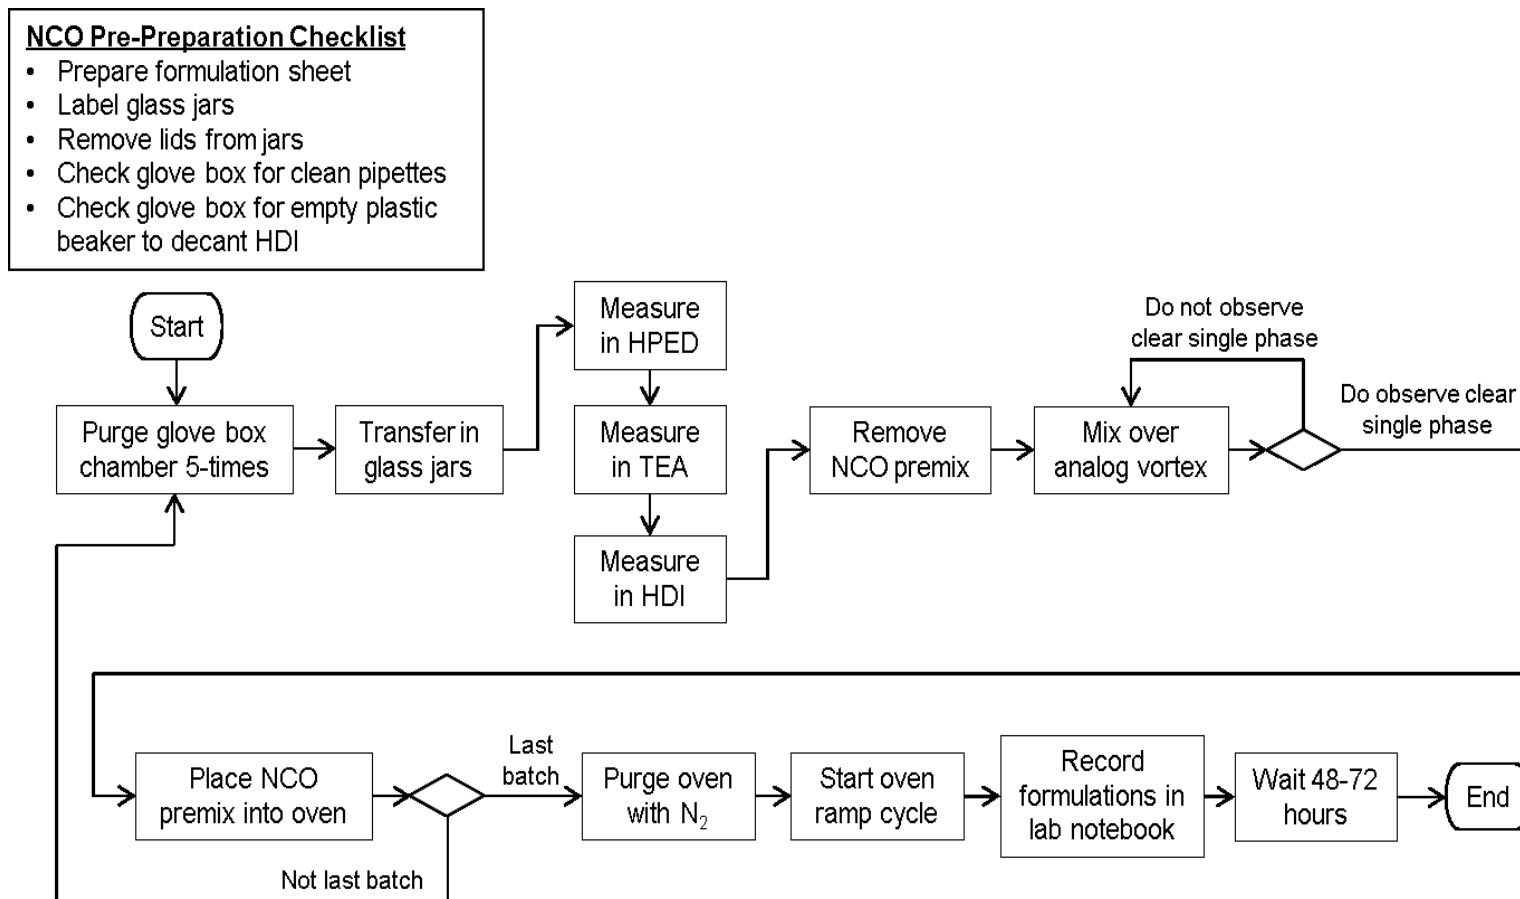 NCO Pre-Preparation Checklist
• Prepare formulation sheet
• Label glass jars
• Remove lids from jars
• Check glove box for clean pipettes
• Check glove box for empty plastic
beaker to decant HDI
Start
Purge glove box
chamber 5-times
Transfer in
glass jars
Measure
in HPED
Measure
in TEA
Measure
in HDI
Remove
NCO premix
Mix over
analog vortex
Do not observe
clear single phase
Do observe clear
single phase
Place NCO
premix into oven
Last
batch
Not last batch
Purge oven
with N₂
Start oven
ramp cycle
Record
formulations in
lab notebook
Wait 48-72
hours
End